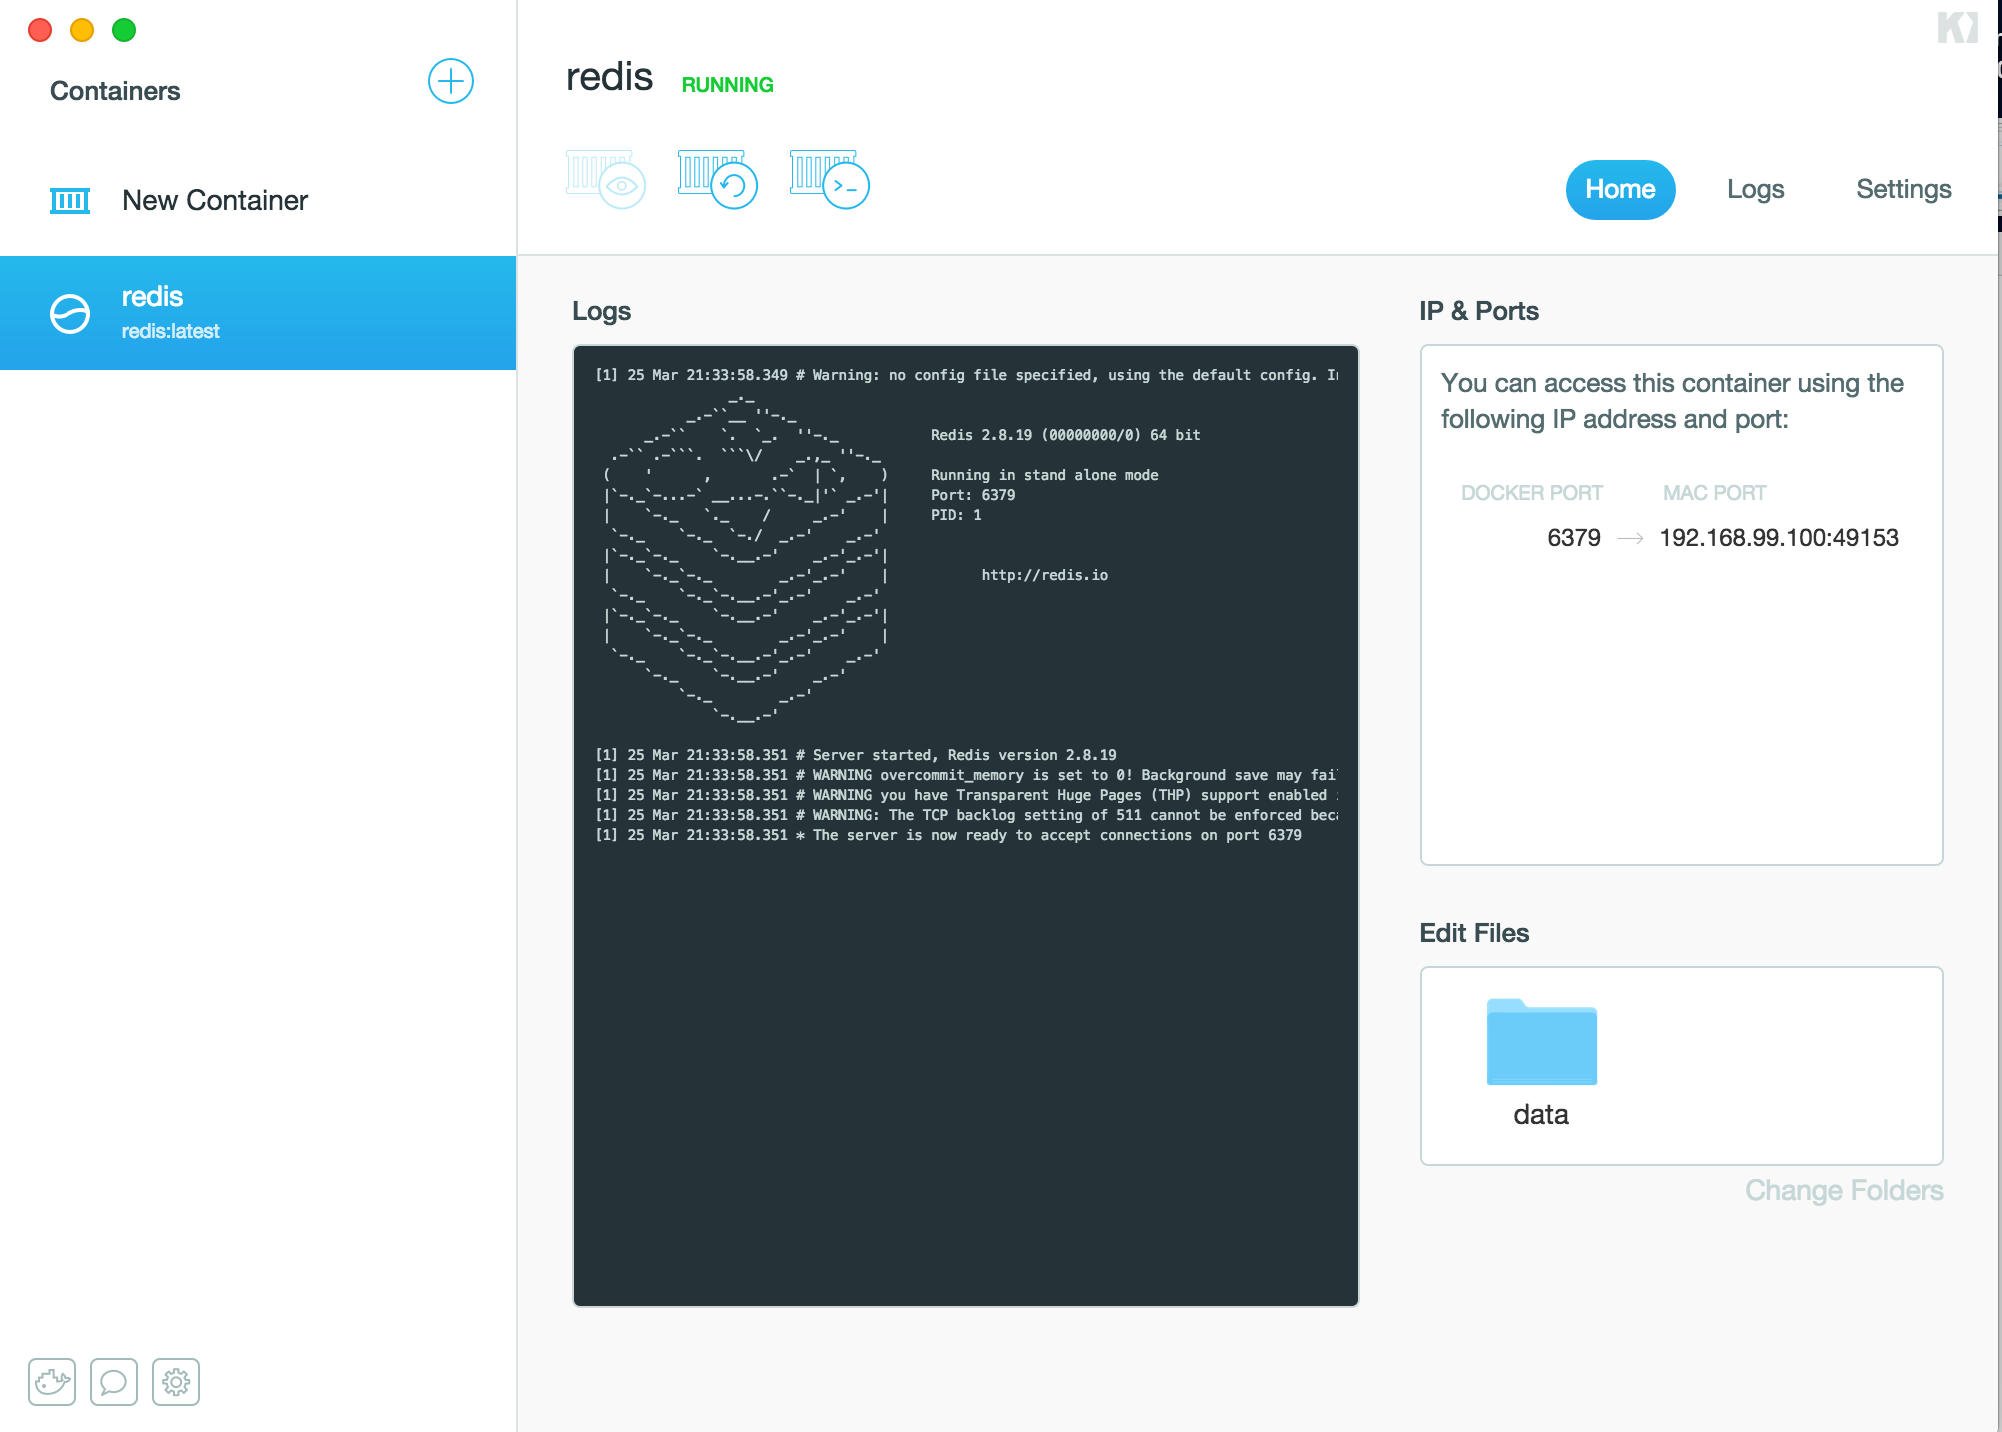 Containers
New Container
redis
redis:latest
redis RUNNING
Home Logs Settings
Logs
[1] 25 Mar 21:33:58.349 # Warning: no config file specified, using the default config. In
Redis 2.8.19 (00000000/0) 64 bit
Running in stand alone mode
Port: 6379
PID: 1
http://redis.io
[1] 25 Mar 21:33:58.351 # Server started, Redis version 2.8.19
[1] 25 Mar 21:33:58.351 # WARNING overcommit_memory is set to 0! Background save may fai
[1] 25 Mar 21:33:58.351 # WARNING you have Transparent Huge Pages (THP) support enabled
[1] 25 Mar 21:33:58.351 # WARNING: The TCP backlog setting of 511 cannot be enforced beca
[1] 25 Mar 21:33:58.351 * The server is now ready to accept connections on port 6379
IP & Ports
You can access this container using the
following IP address and port:
DOCKER PORT MAC PORT
6379 → 192.168.99.100:49153
Edit Files
data
Change Folders